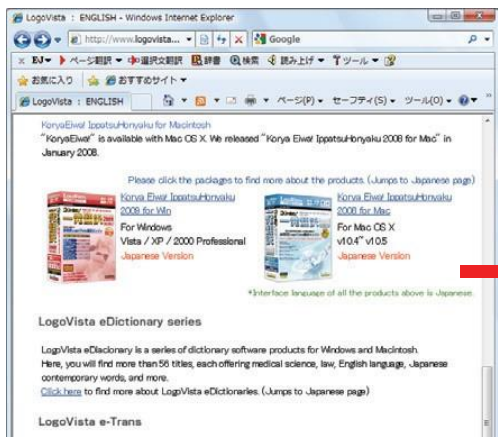 LogoVista : ENGLISH - Windows Internet Explorer
http://www.logovista... Google
× EJ ページ翻訳 中 選択文翻訳 辞書 検索 読み上げ ツール
お気に入り おすすめサイト
LogoVista : ENGLISH ページ(P) セーフティ(S) ツール(O)
KoryaEiwa! IppatsuHonyaku for Macintosh
"KoryaEiwa!" is available with Mac OS X. We released "Korya Eiwa! IppatsuHonyaku 2008 for Mac" in
January 2008.
Please click the packages to find more about the products. (Jumps to Japanese page)
Korya Eiwa! IppatsuHonyaku
2008 for Win
For Windows
Vista / XP / 2000 Professional
Japanese Version
Korya Eiwa! IppatsuHonyaku
2008 for Mac
For Mac OS X
v10.4~v10.5
Japanese Version
*Interface language of all the products above is Japanese.
LogoVista eDictionary series
LogoVista eDiacionary is a series of dictionary software products for Windows and Macintosh.
Here, you will find more than 56 titles, each offering medical science, law, English language, Japanese
contemporary words, and more.
Click here to find more about LogoVista eDictionaries. (Jumps to Japanese page)
LogoVista e-Trans